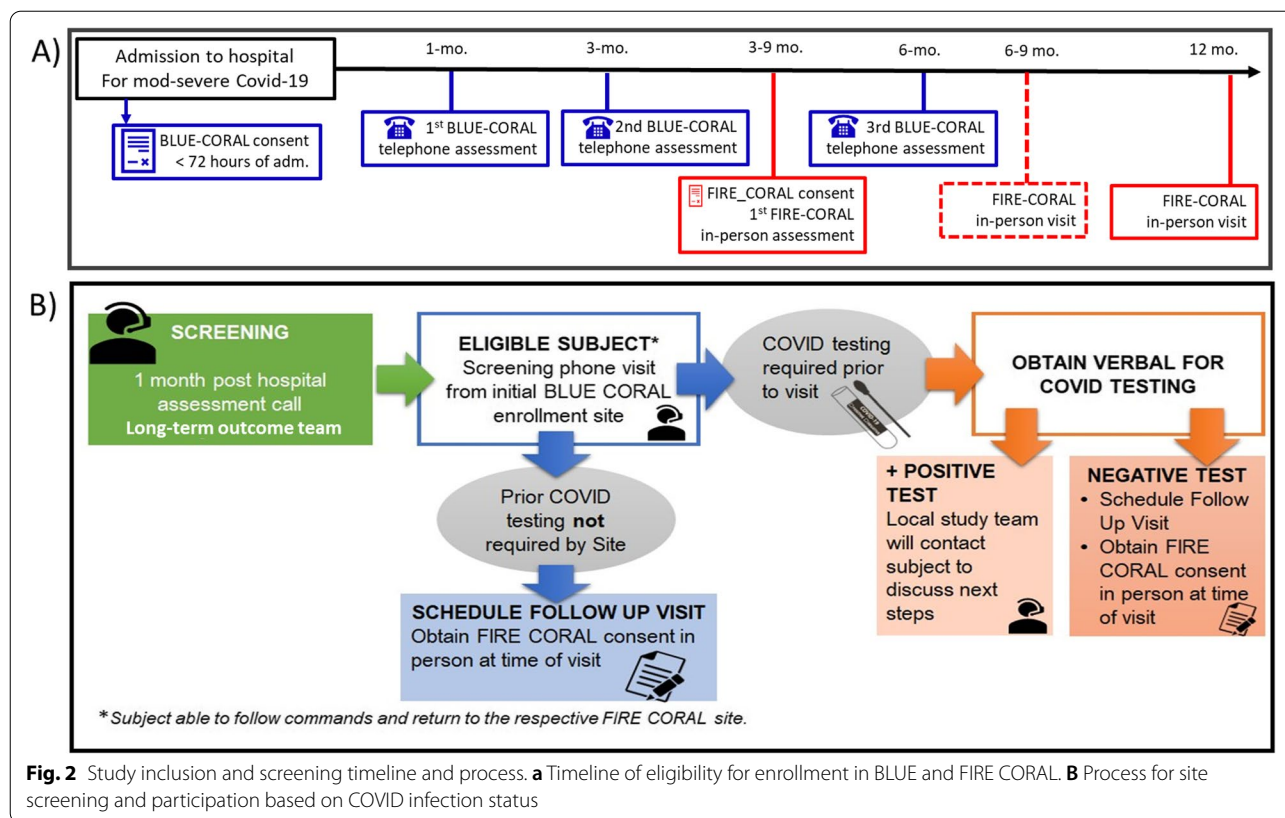 A)
Admission to hospital
For mod-severe Covid-19
1-mo.
3-mo.
3-9 mo.
6-mo.
6-9 mo.
12 mo.
BLUE-CORAL consent
< 72 hours of adm.
1st BLUE-CORAL
telephone assessment
2nd BLUE-CORAL
telephone assessment
3rd BLUE-CORAL
telephone assessment
FIRE_CORAL consent
1st FIRE-CORAL
in-person assessment
FIRE-CORAL
in-person visit
FIRE-CORAL
in-person visit
B)
SCREENING
1 month post hospital
assessment call
Long-term outcome team
ELIGIBLE SUBJECT*
Screening phone visit
from initial BLUE CORAL
enrollment site
COVID testing
required prior
to visit
COVID-19
OBTAIN VERBAL FOR
COVID TESTING
Prior COVID
testing not
required by Site
SCHEDULE FOLLOW UP VISIT
Obtain FIRE CORAL consent in
person at time of visit
+ POSITIVE
TEST
Local study team
will contact
subject to
discuss next
steps
NEGATIVE TEST
• Schedule Follow
Up Visit
• Obtain FIRE
CORAL consent
in person at time
of visit
*Subject able to follow commands and return to the respective FIRE CORAL site.
Fig. 2 Study inclusion and screening timeline and process. a Timeline of eligibility for enrollment in BLUE and FIRE CORAL. B Process for site
screening and participation based on COVID infection status